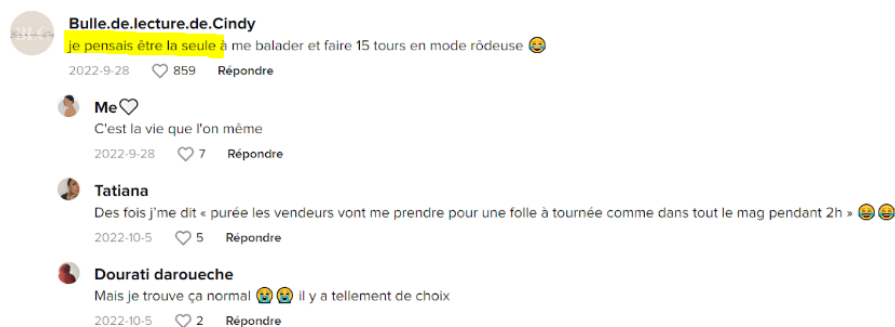 Bulle.de.lecture.de.Cindy
je pensais être la seule à me balader et faire 15 tours en mode rôdeuse 😂
2022-9-28 859 Répondre
Me♡
C'est la vie que l'on même
2022-9-28 7 Répondre
Tatiana
Des fois j'me dit « purée les vendeurs vont me prendre pour une folle à tournée comme dans tout le mag pendant 2h » 😂😂
2022-10-5 5 Répondre
Dourati daroueche
Mais je trouve ça normal 😭😭 il y a tellement de choix
2022-10-5 2 Répondre